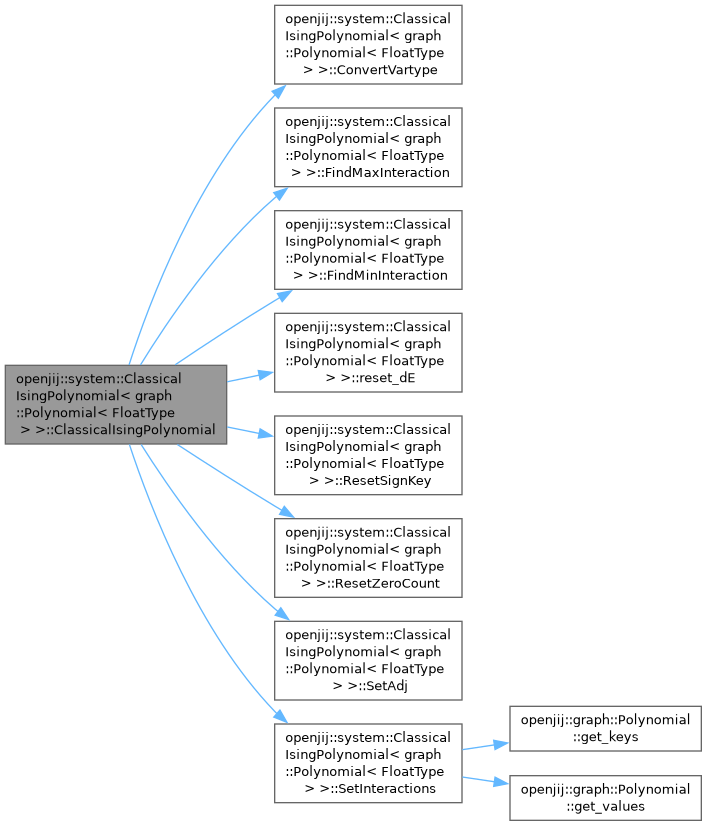 openjij::system::Classical
IsingPolynomial< graph
::Polynomial< FloatType
> >::ConvertVartype
openjij::system::Classical
IsingPolynomial< graph
::Polynomial< FloatType
> >::FindMaxInteraction
openjij::system::Classical
IsingPolynomial< graph
::Polynomial< FloatType
> >::FindMinInteraction
openjij::system::Classical
IsingPolynomial< graph
::Polynomial< FloatType
> >::reset_dE
openjij::system::Classical
IsingPolynomial< graph
::Polynomial< FloatType
> >::ClassicalIsingPolynomial
openjij::system::Classical
IsingPolynomial< graph
::Polynomial< FloatType
> >::ResetSignKey
openjij::system::Classical
IsingPolynomial< graph
::Polynomial< FloatType
> >::ResetZeroCount
openjij::system::Classical
IsingPolynomial< graph
::Polynomial< FloatType
> >::SetAdj
openjij::system::Classical
IsingPolynomial< graph
::Polynomial< FloatType
> >::SetInteractions
openjij::graph::Polynomial
::get_keys
openjij::graph::Polynomial
::get_values